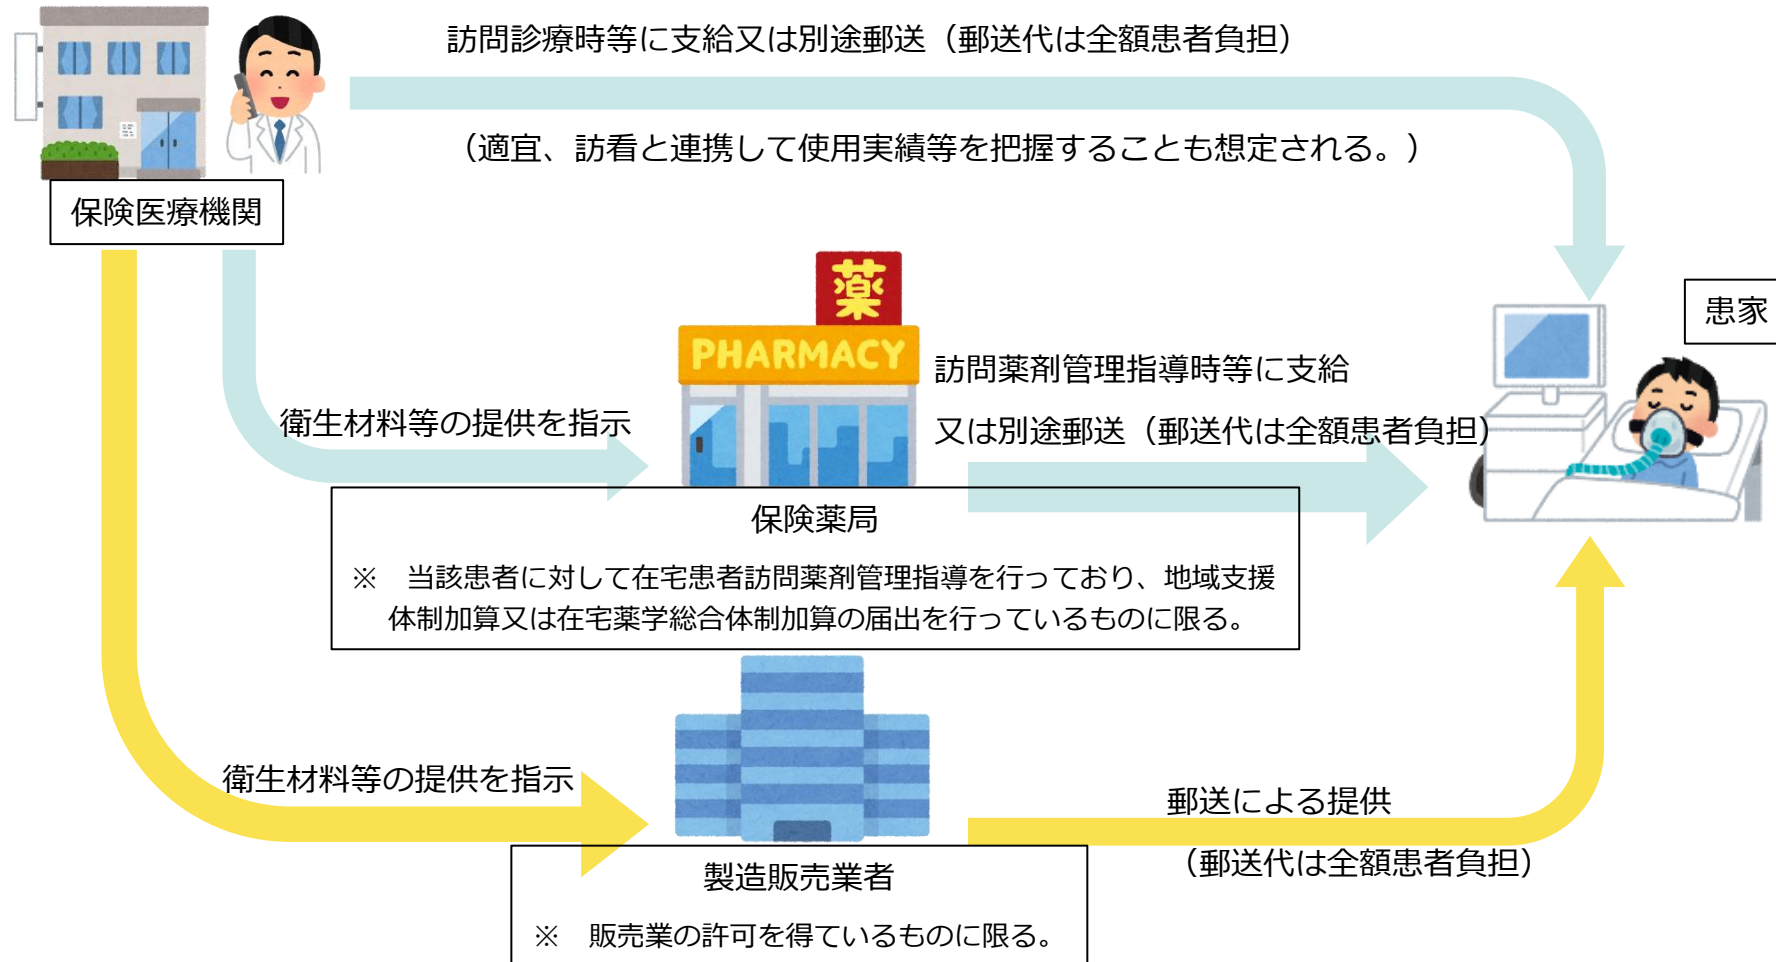 訪問診療時等に支給又は別途郵送（郵送代は全額患者負担）
（適宜、訪看と連携して使用実績等を把握することも想定される。）
保険医療機関
患家
薬
PHARMACY
訪問薬剤管理指導時等に支給
又は別途郵送（郵送代は全額患者負担）
衛生材料等の提供を指示
保険薬局
※　当該患者に対して在宅患者訪問薬剤管理指導を行っており、地域支援
体制加算又は在宅薬学総合体制加算の届出を行っているものに限る。
衛生材料等の提供を指示
郵送による提供
（郵送代は全額患者負担）
製造販売業者
※　販売業の許可を得ているものに限る。